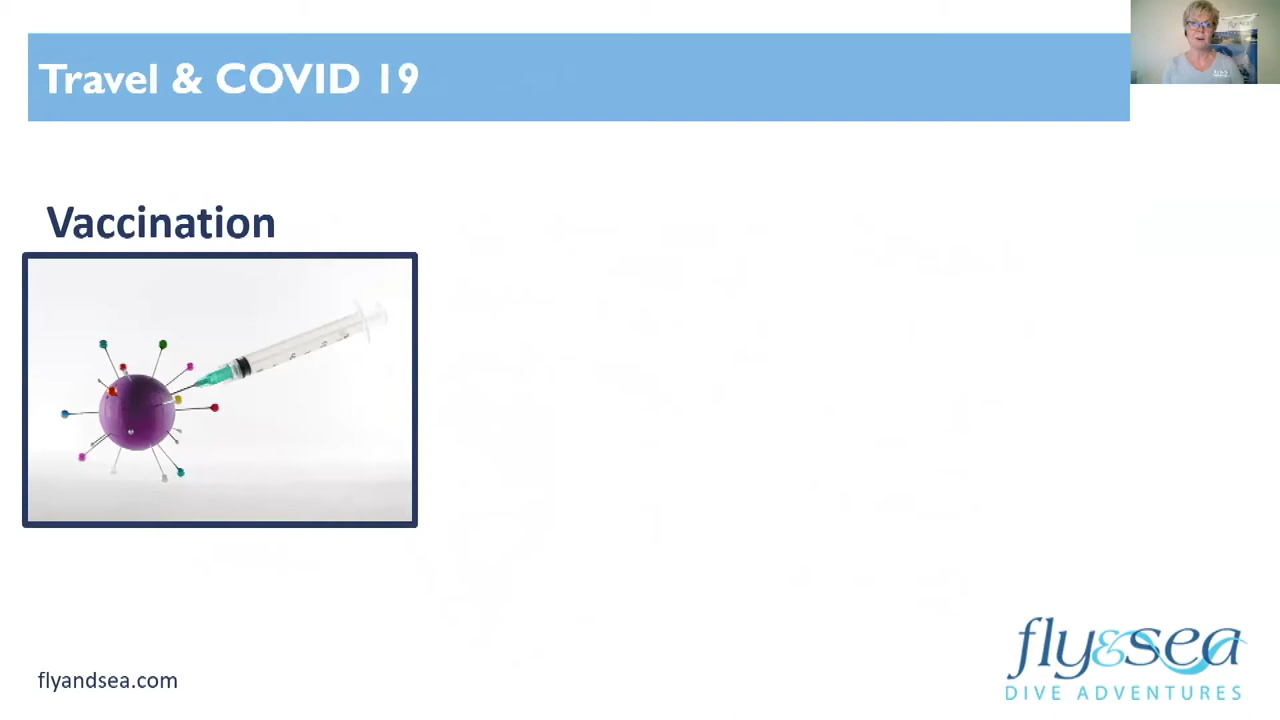 Travel & COVID 19
Vaccination
fly&sea
DIVE ADVENTURES
flyandsea.com